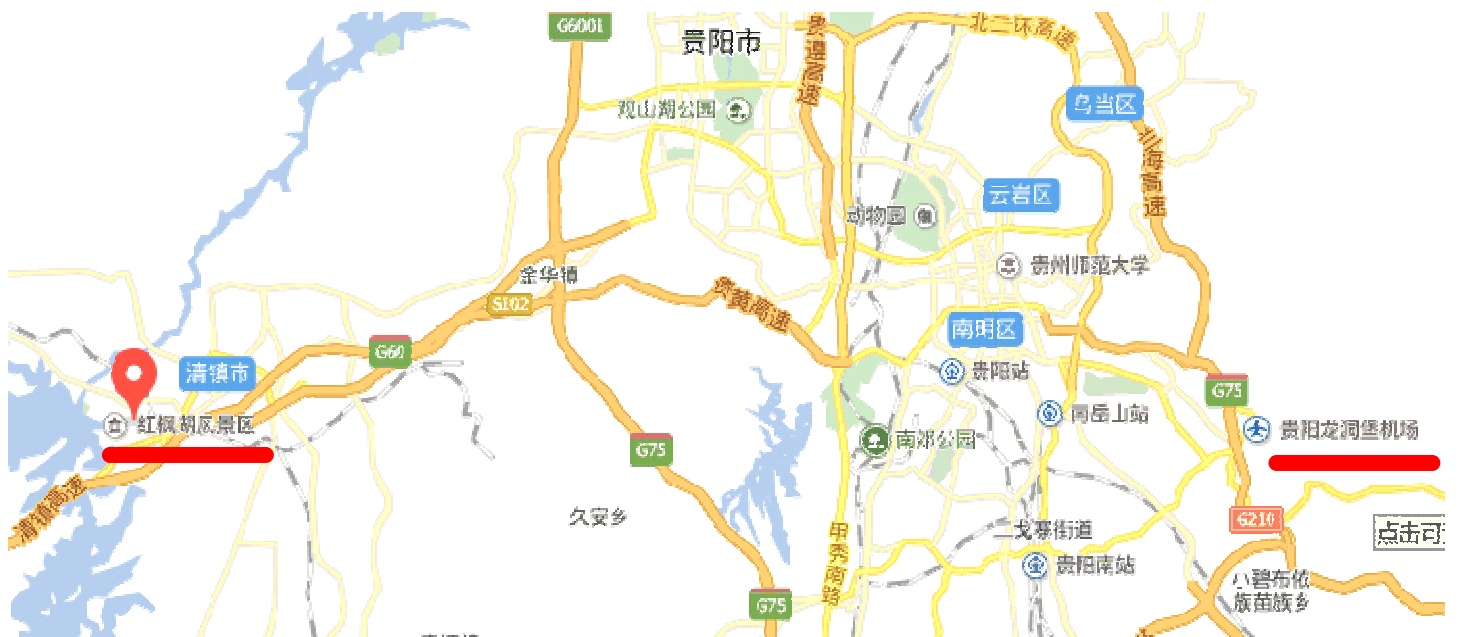 G6001
贵阳市
贵遵高速
北二环高速
乌当区
观山湖公园
北海高速
云岩区
动物园
贵州师范大学
金华镇
S102
贵黄高速
南明区
G60
清镇市
贵阳站
G75
红枫湖风景区
南岳山站
贵阳龙洞堡机场
G75
南郊公园
清镇高速
久安乡
甲秀南路
二戈寨街道
G210
点击可
贵阳南站
小碧布依
族苗族乡
G75